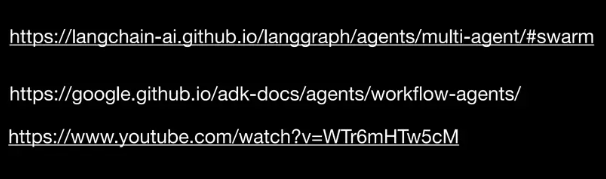 https://langchain-ai.github.io/langgraph/agents/multi-agent/#swarm
https://google.github.io/adk-docs/agents/workflow-agents/
https://www.youtube.com/watch?v=WTr6mHTw5cM